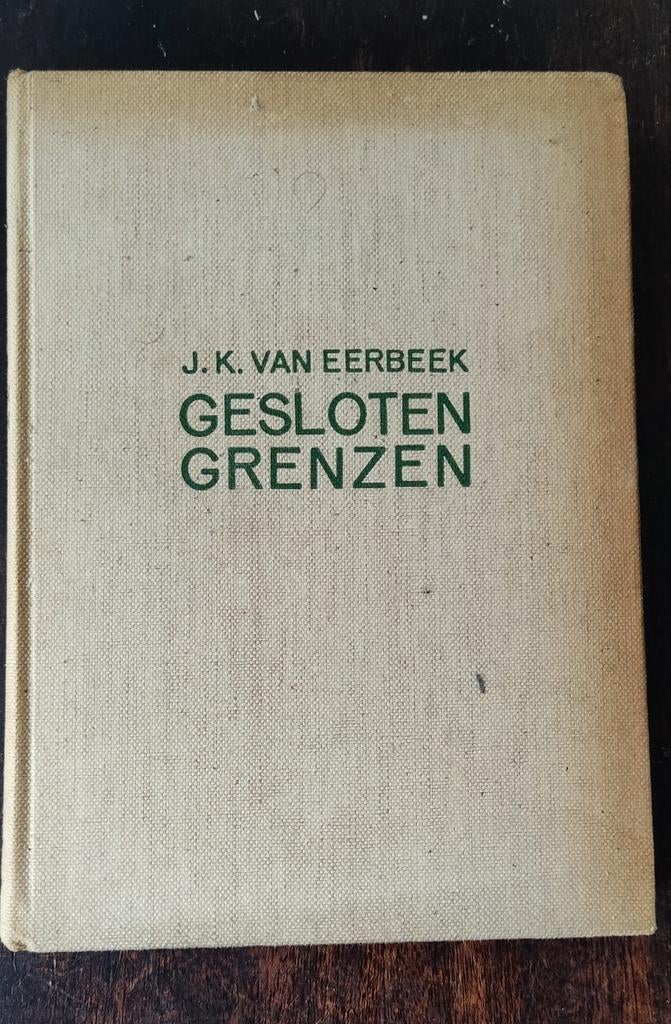 J. K. VAN EERBEEK
GESLOTEN
GRENZEN